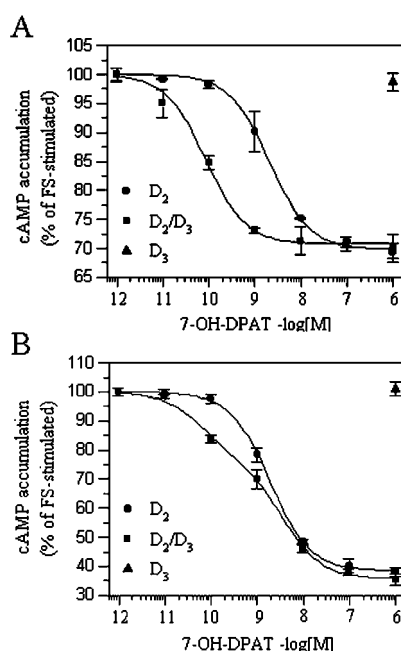 A
cAMP accumulation
(% of FS-stimulated)
105
100
95
90
85
80
75
70
65
D₂
D₂/D₃
D₃
12 11 10 9 8 7 6
7-OH-DPAT -log[M]
B
cAMP accumulation
(% of FS-stimulated)
110
100
90
80
70
60
50
40
30
D₂
D₂/D₃
D₃
12 11 10 9 8 7 6
7-OH-DPAT -log[M]